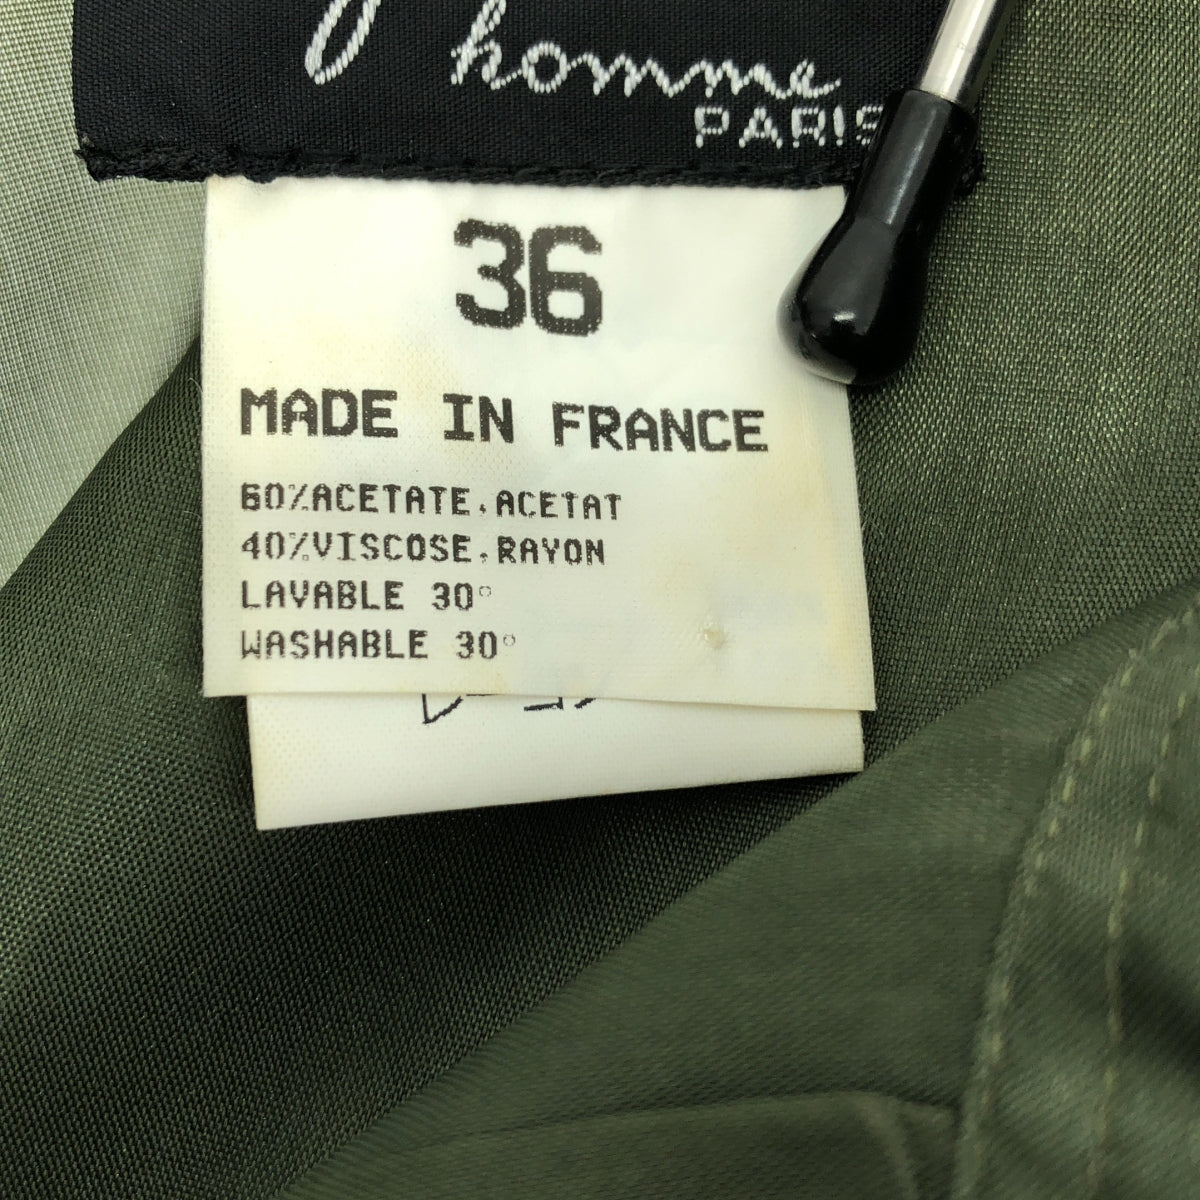 homme
PARIS
36
MADE IN FRANCE
60%ACETATE.ACETAT
40%VISCOSE.RAYON
LAVABLE 30°
WASHABLE 30°